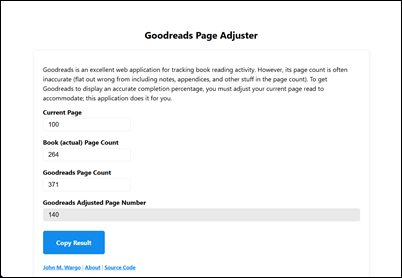 Goodreads Page Adjuster
Goodreads is an excellent web application for tracking book reading activity. However, its page count is often
inaccurate (flat out wrong from including notes, appendices, and other stuff in the page count). To get
Goodreads to display an accurate completion percentage, you must adjust your current page read to
accommodate; this application does it for you.
Current Page
100
Book (actual) Page Count
264
Goodreads Page Count
371
Goodreads Adjusted Page Number
140
Copy Result
John M. Wargo | About | Source Code